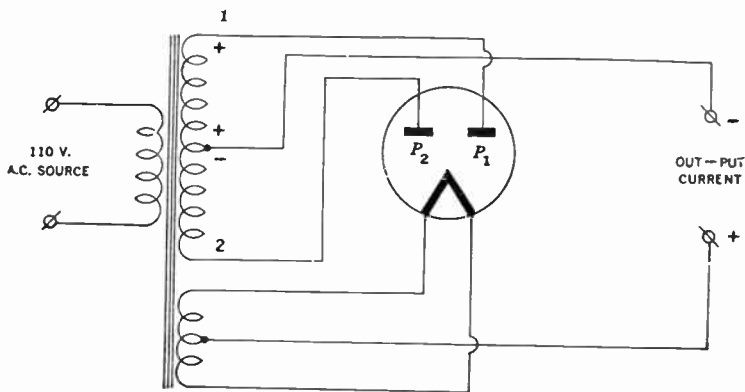 1
+
+
-
2
110 V.
A.C. SOURCE
P2
P1
-
OUT-PUT
CURRENT
+